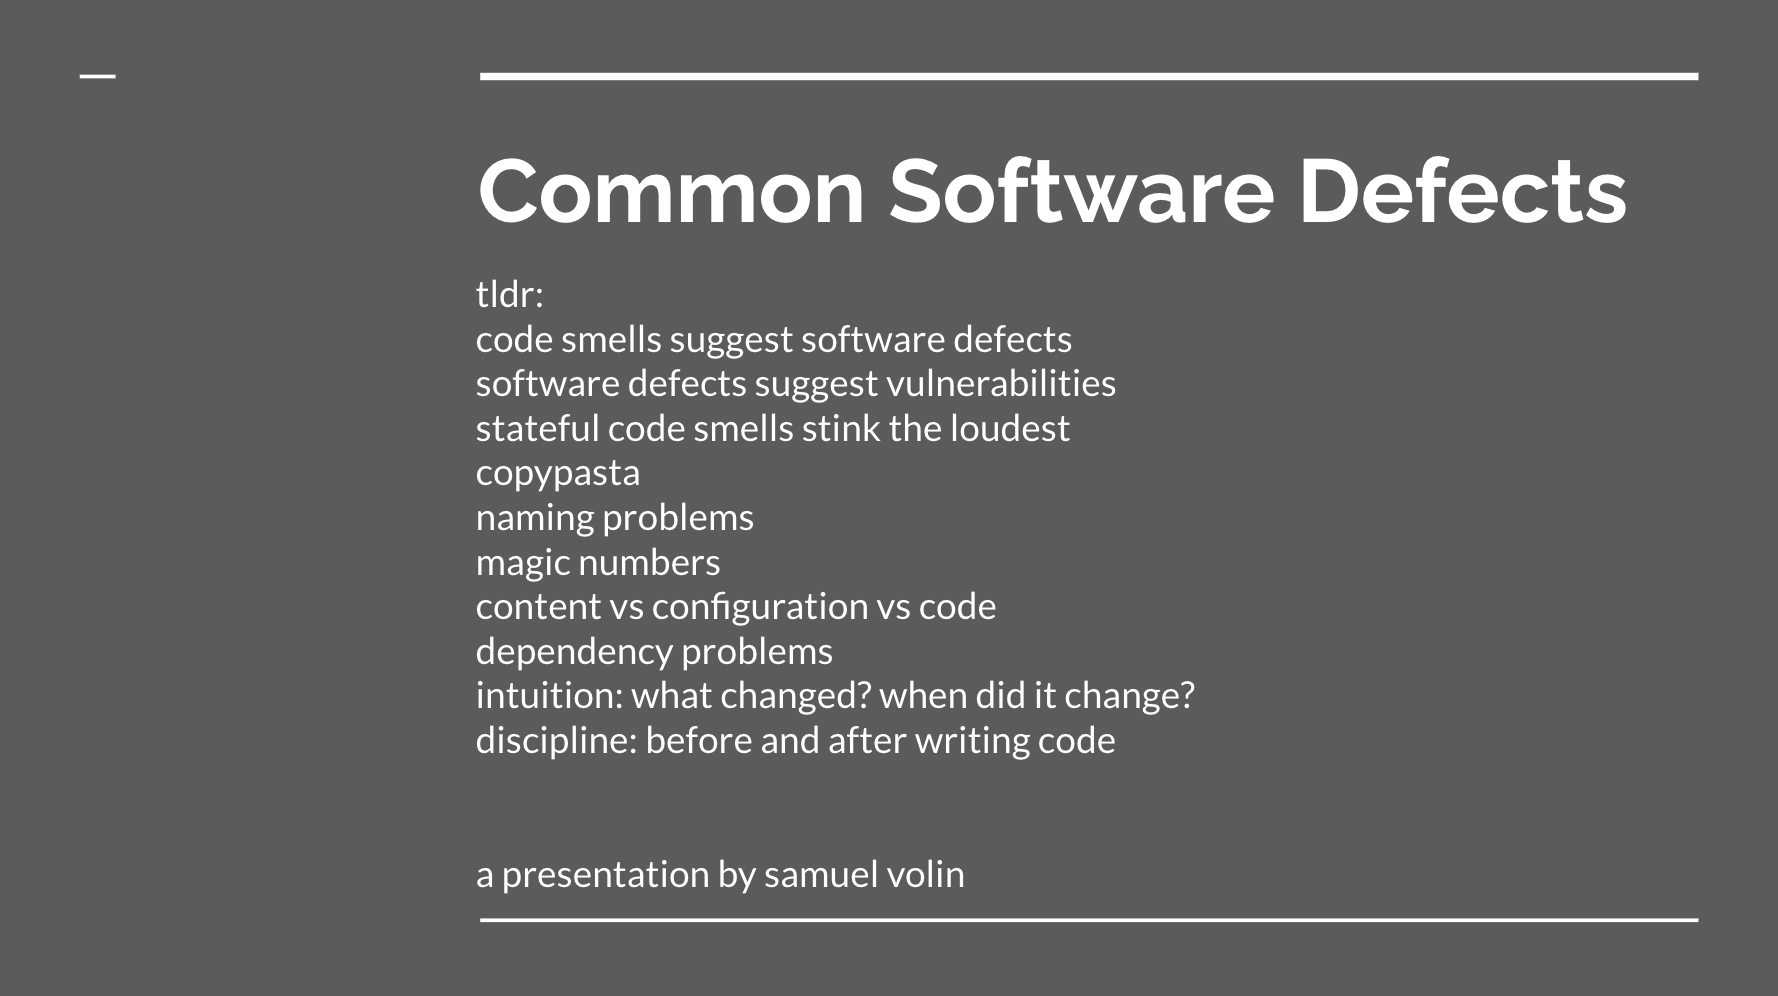 Common Software Defects
tldr:
code smells suggest software defects
software defects suggest vulnerabilities
stateful code smells stink the loudest
copypasta
naming problems
magic numbers
content vs configuration vs code
dependency problems
intuition: what changed? when did it change?
discipline: before and after writing code
a presentation by samuel volin